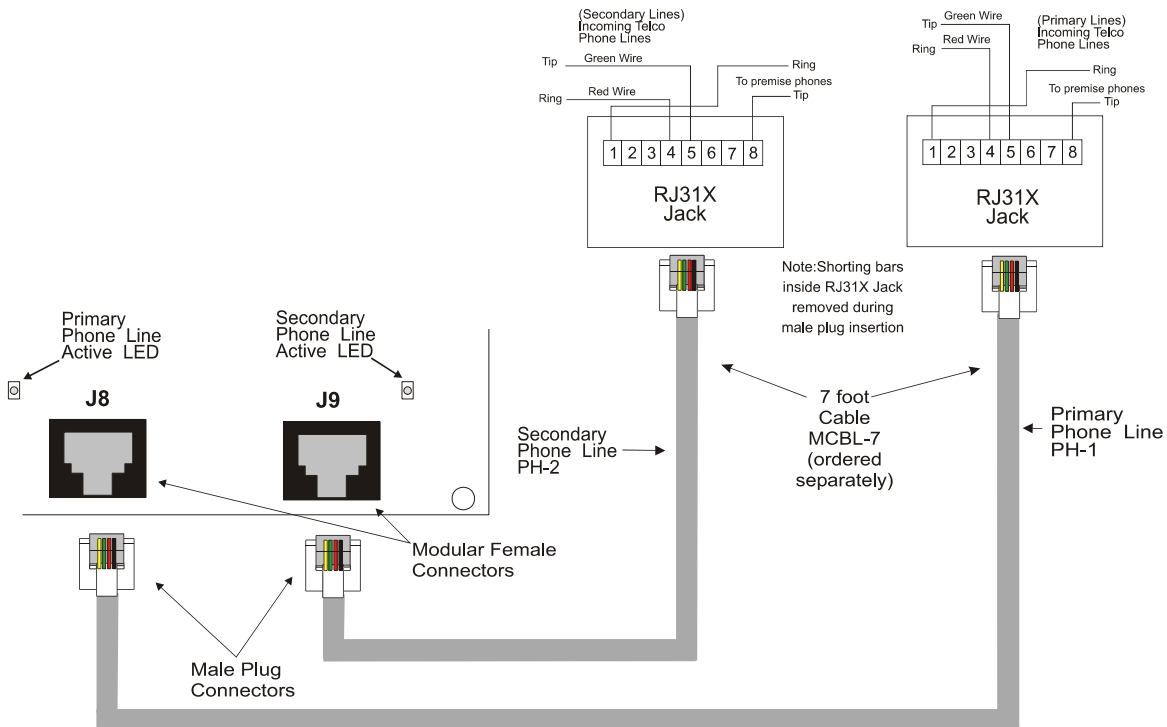 (Secondary Lines)
Incoming Telco
Phone Lines
Tip
Green Wire
Ring
Red Wire
Ring
To premise phones
Tip
1 2 3 4 5 6 7 8
RJ31X
Jack
Tip
Green Wire
Ring
Red Wire
(Primary Lines)
Incoming Telco
Phone Lines
Ring
To premise phones
Tip
1 2 3 4 5 6 7 8
RJ31X
Jack
Note:Shorting bars
inside RJ31X Jack
removed during
male plug insertion
Primary
Phone Line
Active LED
Secondary
Phone Line
Active LED
J8
J9
Secondary
Phone Line
PH-2
7 foot
Cable
MCBL-7
(ordered
separately)
Primary
Phone Line
PH-1
Modular Female
Connectors
Male Plug
Connectors